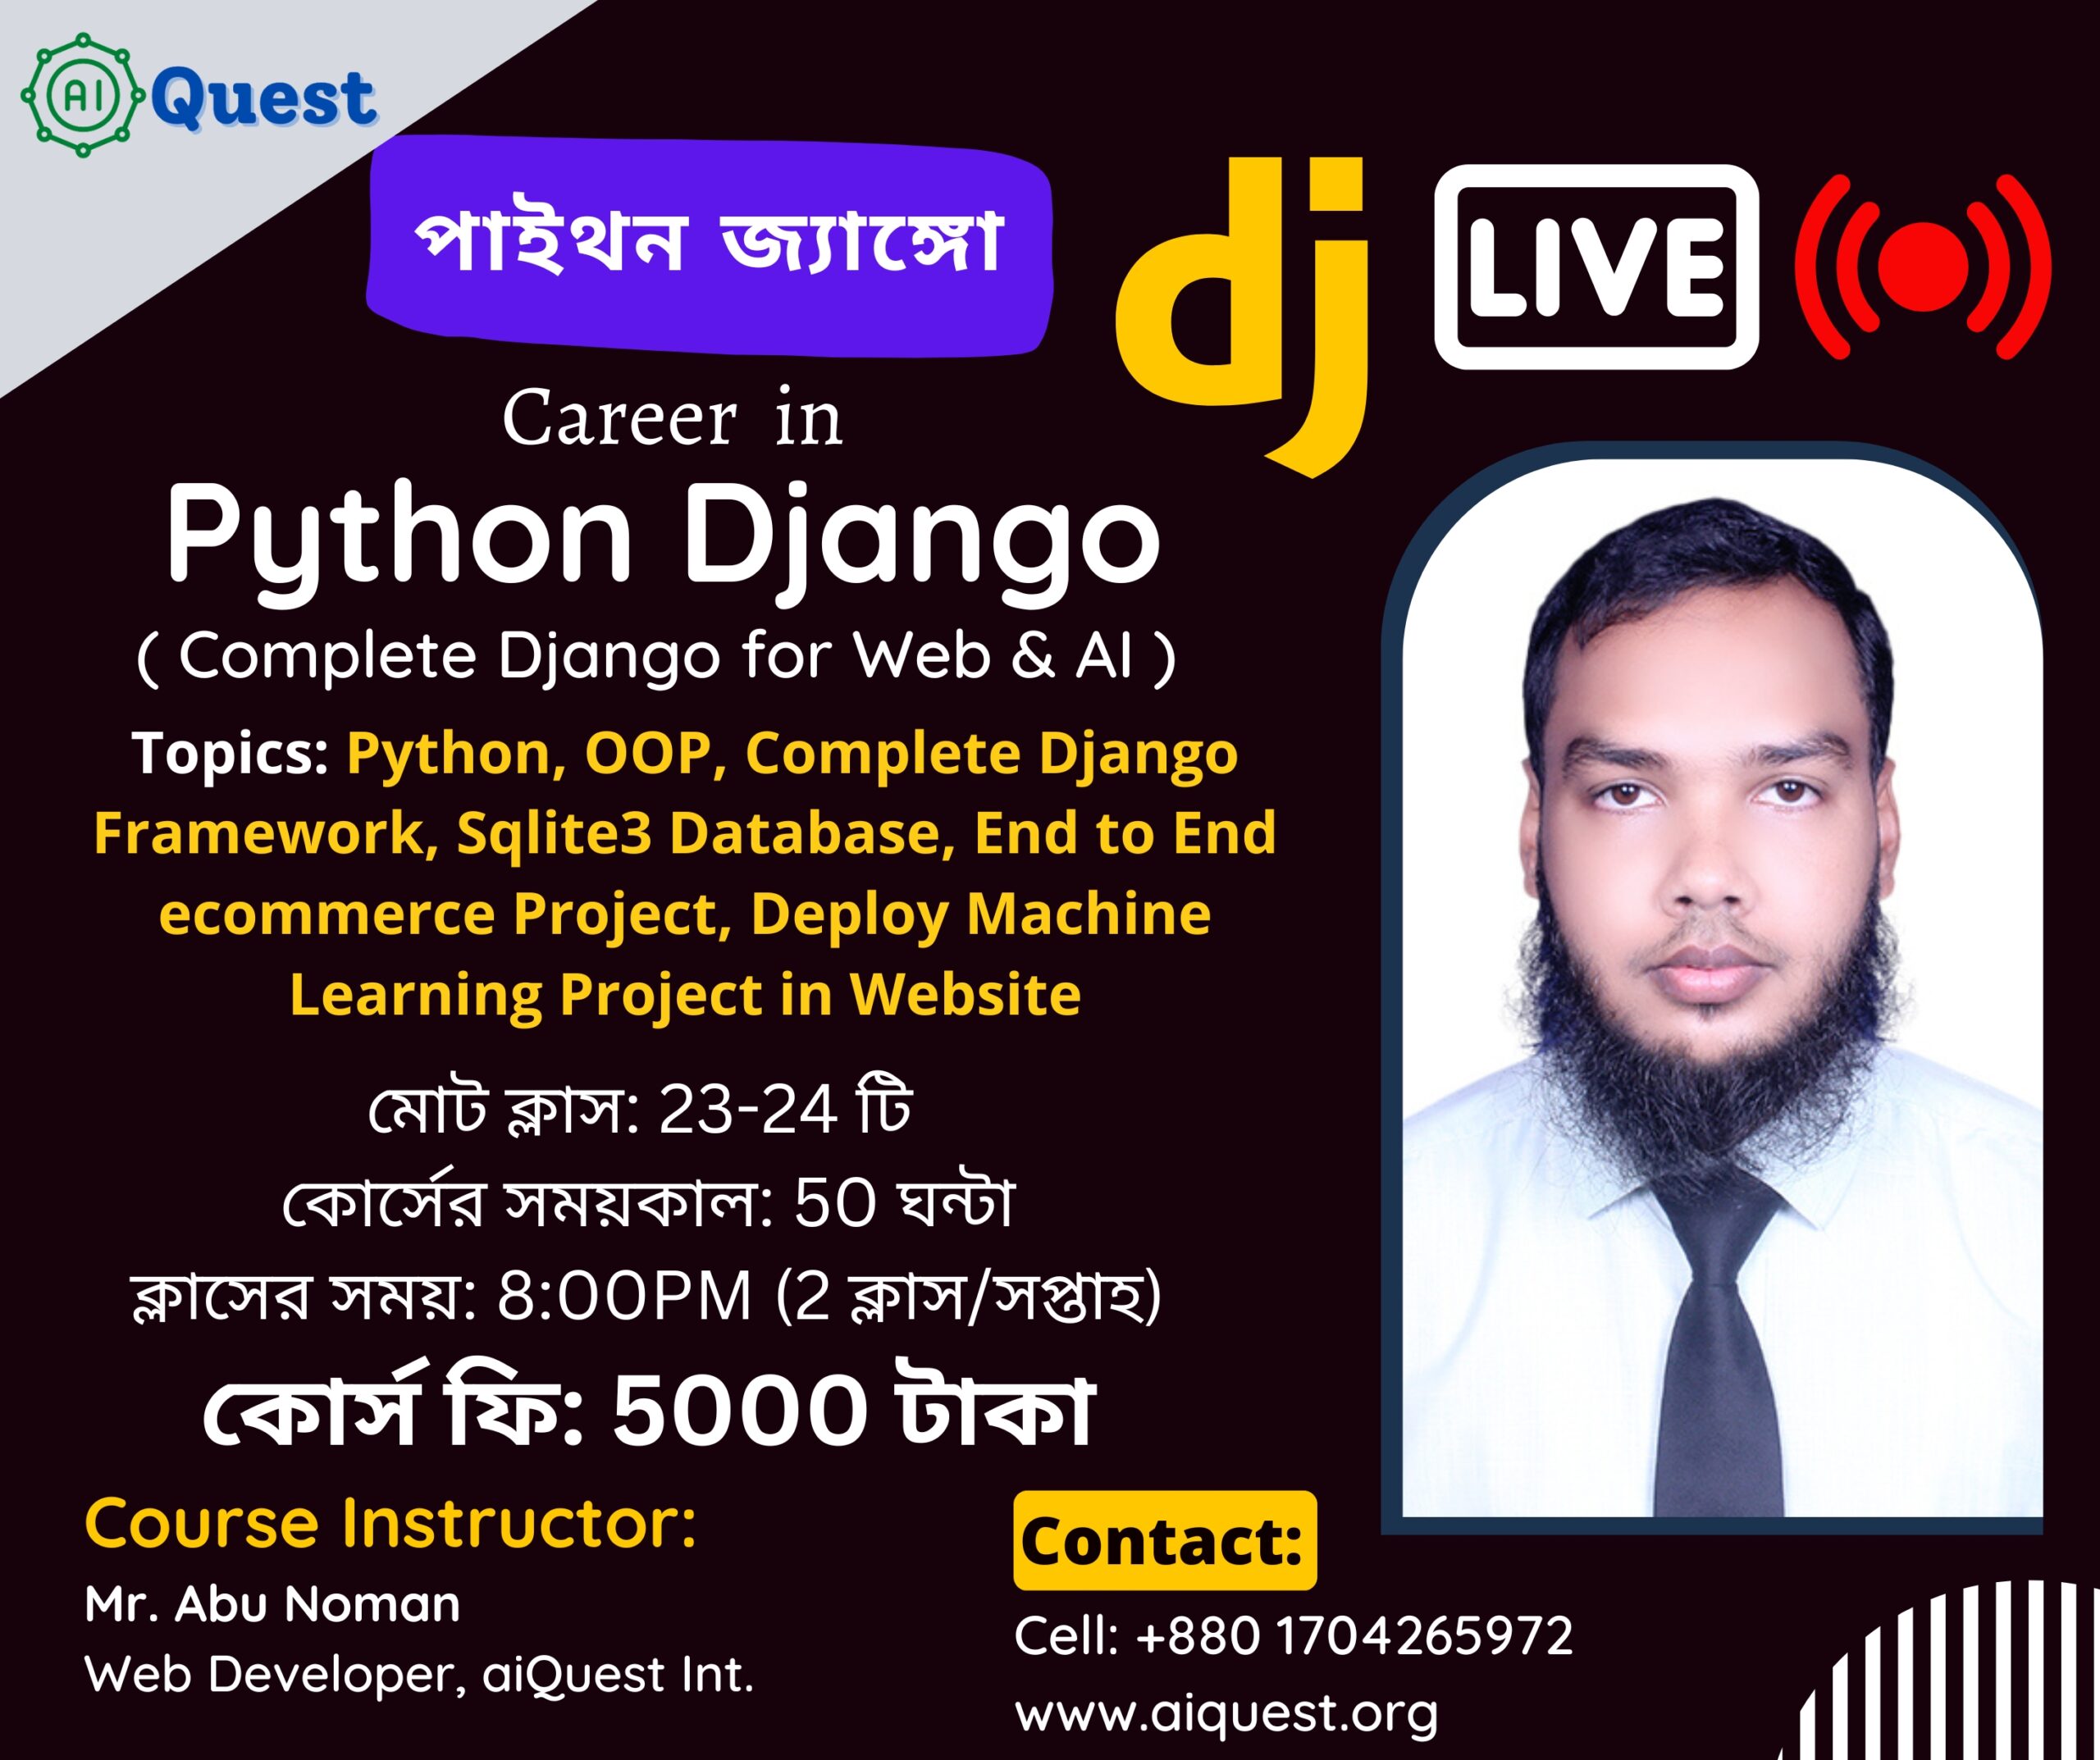 AI Quest
পাইথন জ্যাঙ্গো
dj
LIVE
Career in
Python Django
( Complete Django for Web & AI )
Topics: Python, OOP, Complete Django
Framework, Sqlite3 Database, End to End
ecommerce Project, Deploy Machine
Learning Project in Website
মোট ক্লাস: 23-24 টি
কোর্সের সময়কাল: 50 ঘন্টা
ক্লাসের সময়: 8:00PM (2 ক্লাস/সপ্তাহ)
কোর্স ফি: 5000 টাকা
Course Instructor:
Mr. Abu Noman
Web Developer, aiQuest Int.
Contact:
Cell: +880 1704265972
www.aiquest.org